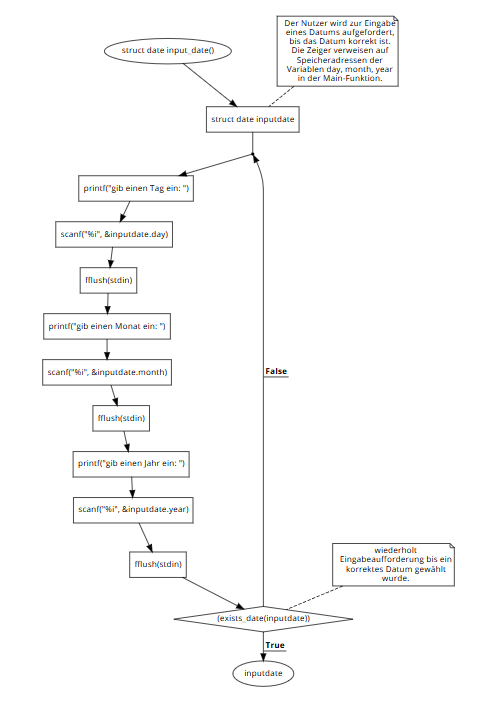 Der Nutzer wird zur Eingabe
eines Datums aufgefordert,
bis das Datum korrekt ist.
Die Zeiger verweisen auf
Speicheradressen der
Variablen day, month, year
in der Main-Funktion.
struct date input_date()
struct date inputdate
printf("gib einen Tag ein: ")
scanf("%i", &inputdate.day)
fflush(stdin)
printf("gib einen Monat ein: ")
scanf("%i", &inputdate.month)
False
fflush(stdin)
printf("gib einen Jahr ein: ")
scanf("%i", &inputdate.year)
fflush(stdin)
wiederholt
Eingabeaufforderung bis ein
korrektes Datum gewählt
wurde.
(exists_date(inputdate))
True
inputdate